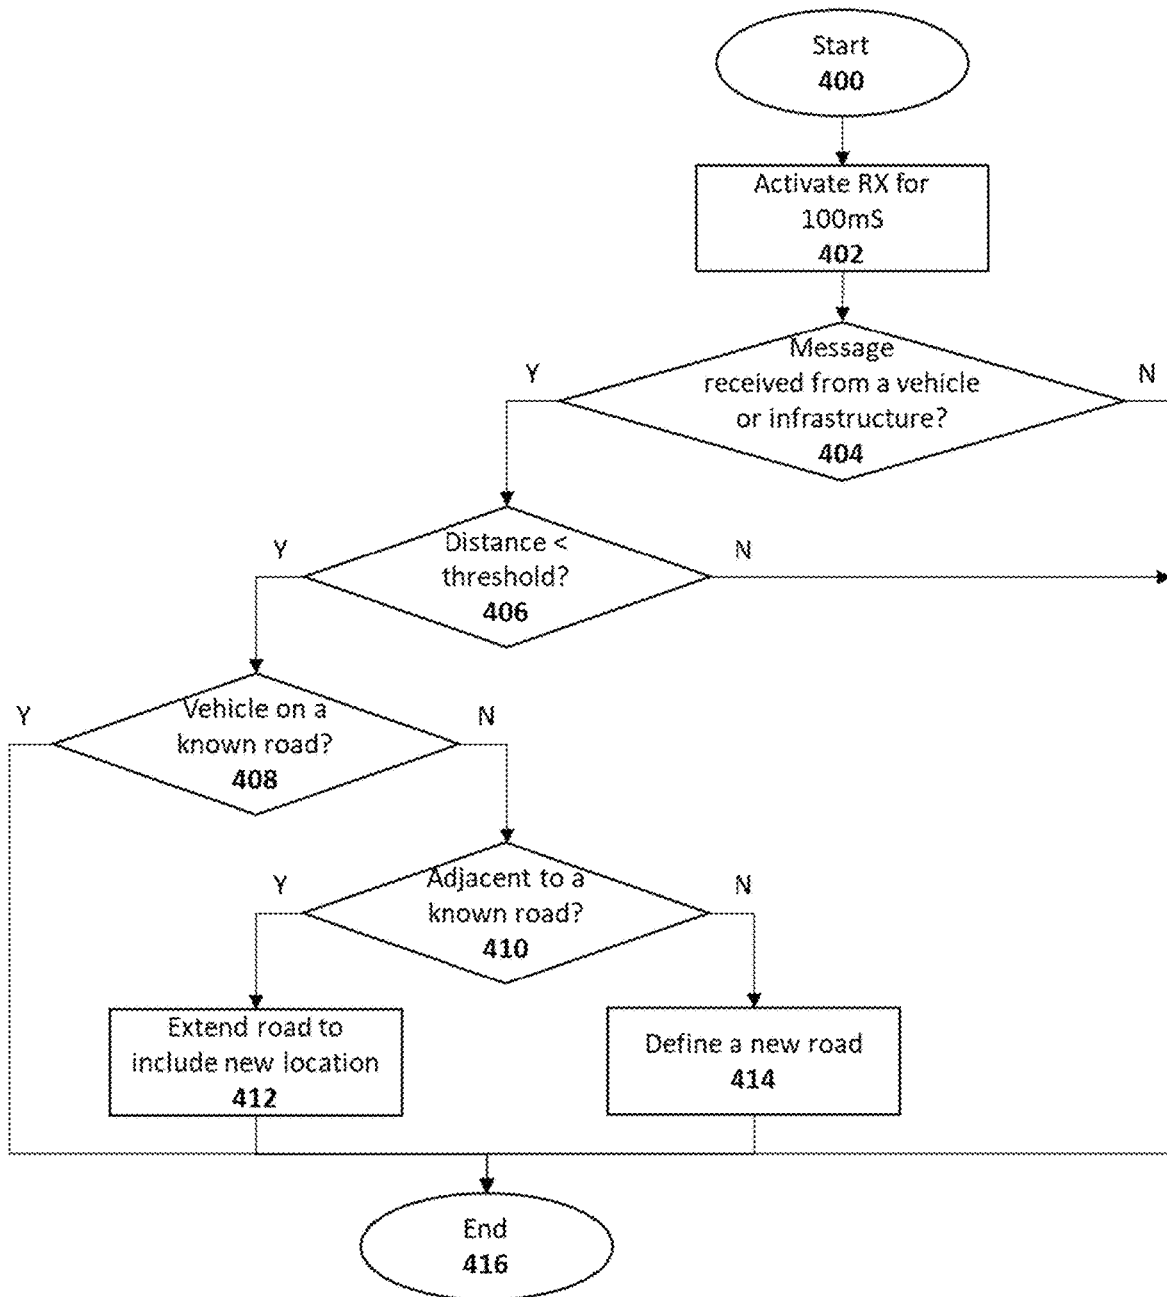 Start
400
Activate RX for
100mS
402
Message
received from a vehicle
or infrastructure?
404
Y
N
Distance <
threshold?
406
Y
N
Vehicle on a
known road?
408
Y
N
Adjacent to a
known road?
410
Y
N
Extend road to
include new location
412
Define a new road
414
End
416